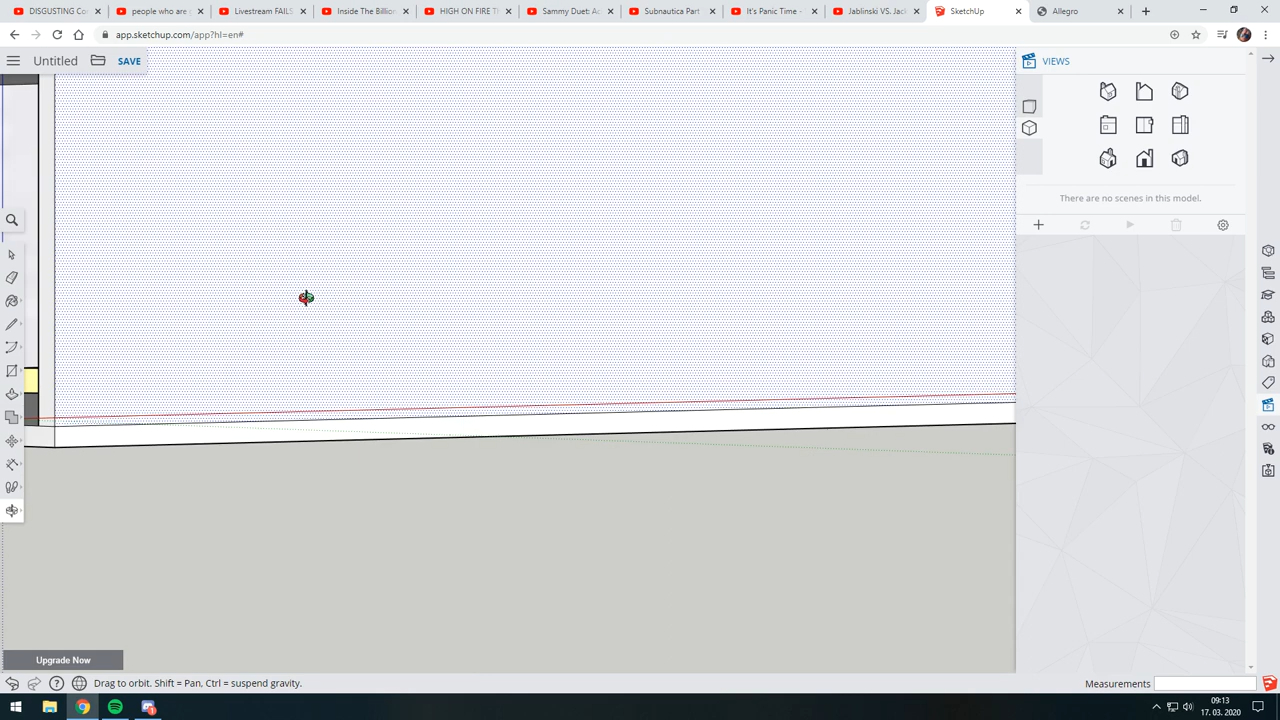 DISGUSTING Co
people who are
Livestream FAILS
Inside The Billion
HIGH ON FIRE T
Sammy Duet: Ac
Subnautica Part
It's Panic Time -
Jablinski VS. Jack
SketchUp
Allegro
app.sketchup.com/app?hl=en#
Untitled
SAVE
VIEWS
There are no scenes in this model.
Upgrade Now
Drag to orbit. Shift = Pan, Ctrl = suspend gravity.
Measurements
09:13
17. 03. 2020